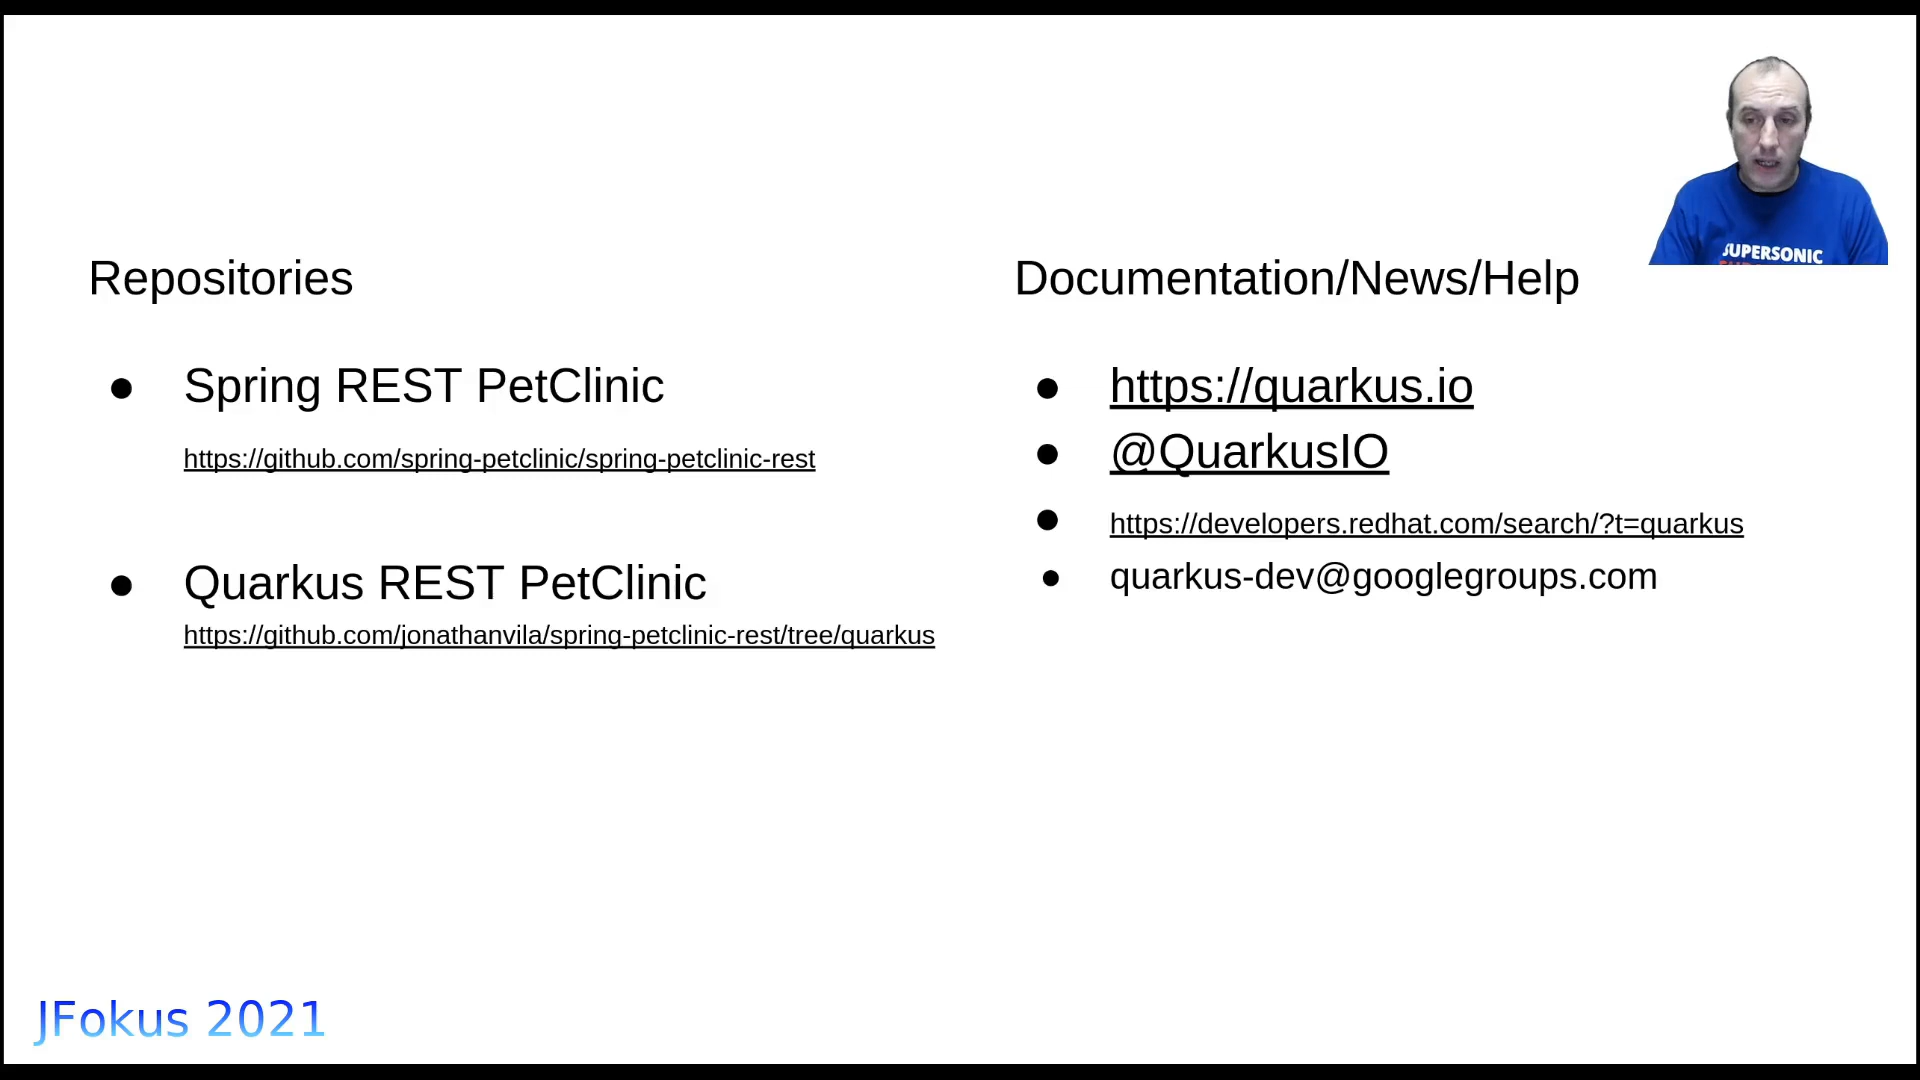 Repositories
Spring REST PetClinic
https://github.com/spring-petclinic/spring-petclinic-rest
Quarkus REST PetClinic
https://github.com/jonathanvila/spring-petclinic-rest/tree/quarkus
Documentation/News/Help
https://quarkus.io
@QuarkusIO
https://developers.redhat.com/search/?t=quarkus
quarkus-dev@googlegroups.com
SUPERSONIC
JFokus 2021